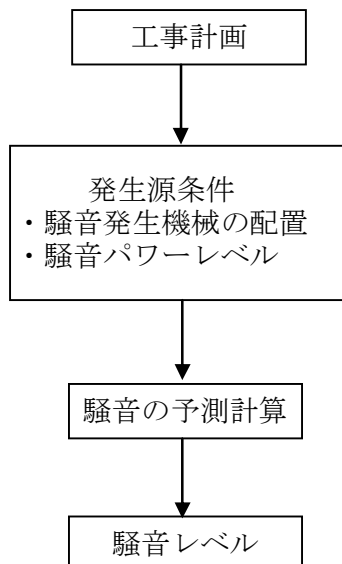 工事計画
発生源条件
・騒音発生機械の配置
・騒音パワーレベル
騒音の予測計算
騒音レベル